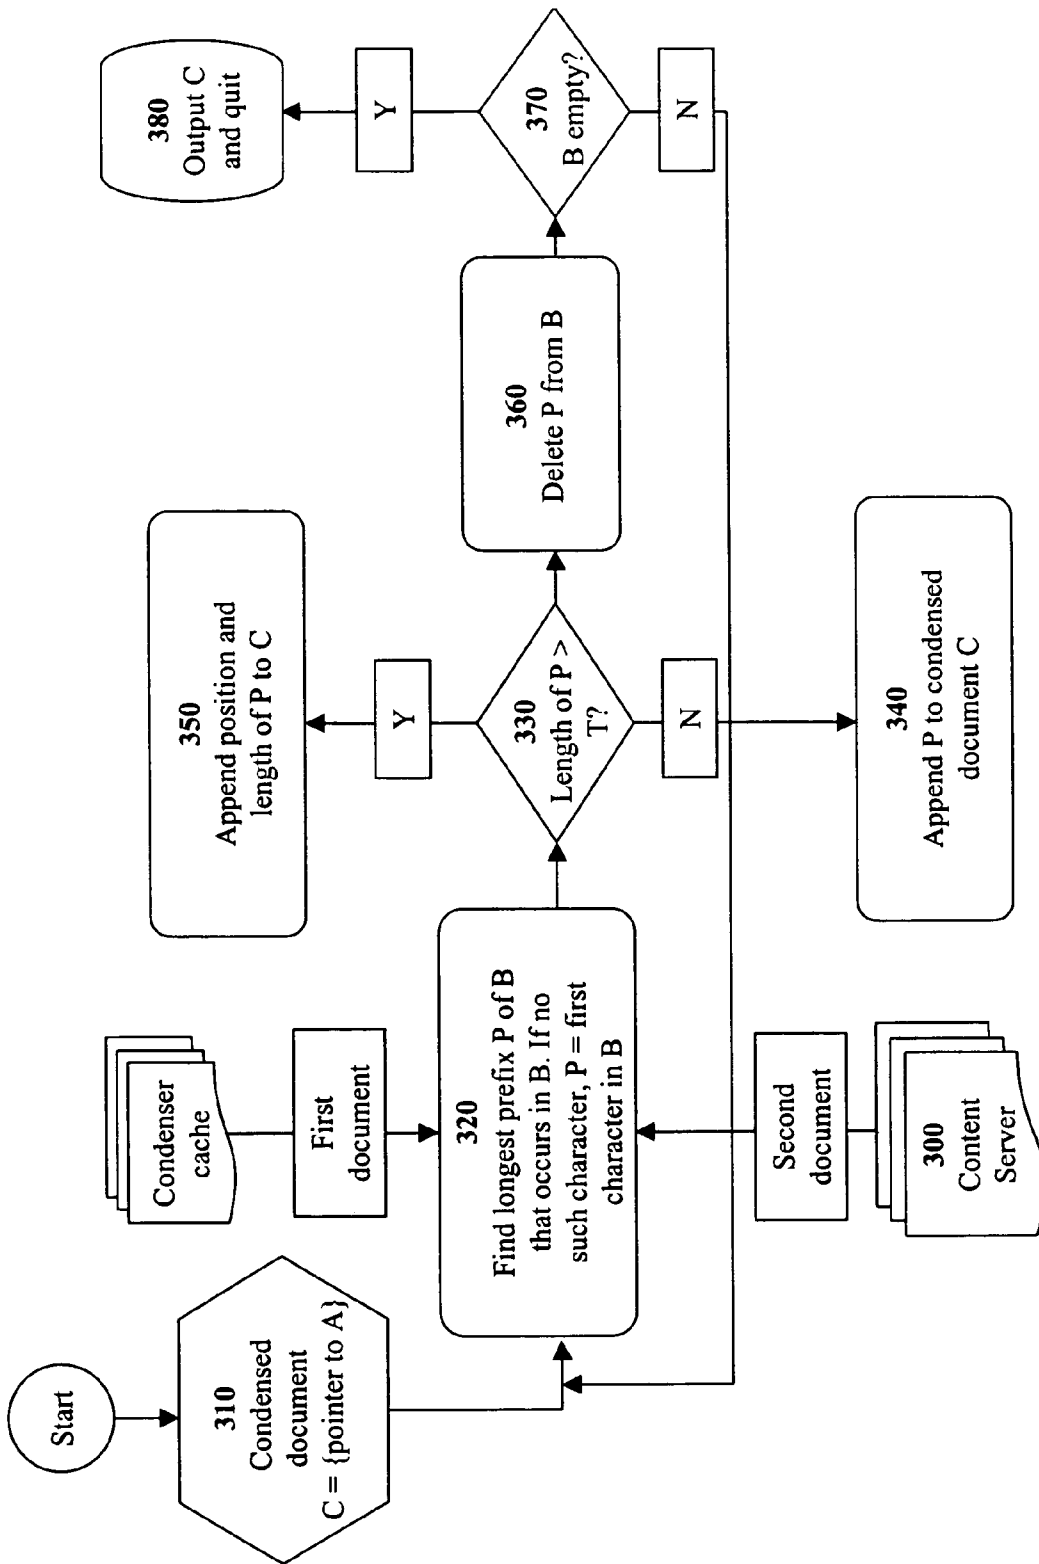 Start
310
Condensed
document
C = {pointer to A}
Condenser
cache
First
document
320
Find longest prefix P of B
that occurs in B. If no
such character, P = first
character in B
Second
document
300
Content
Server
330
Length of P >
T?
Y
350
Append position and
length of P to C
N
340
Append P to condensed
document C
360
Delete P from B
370
B empty?
Y
380
Output C
and quit
N